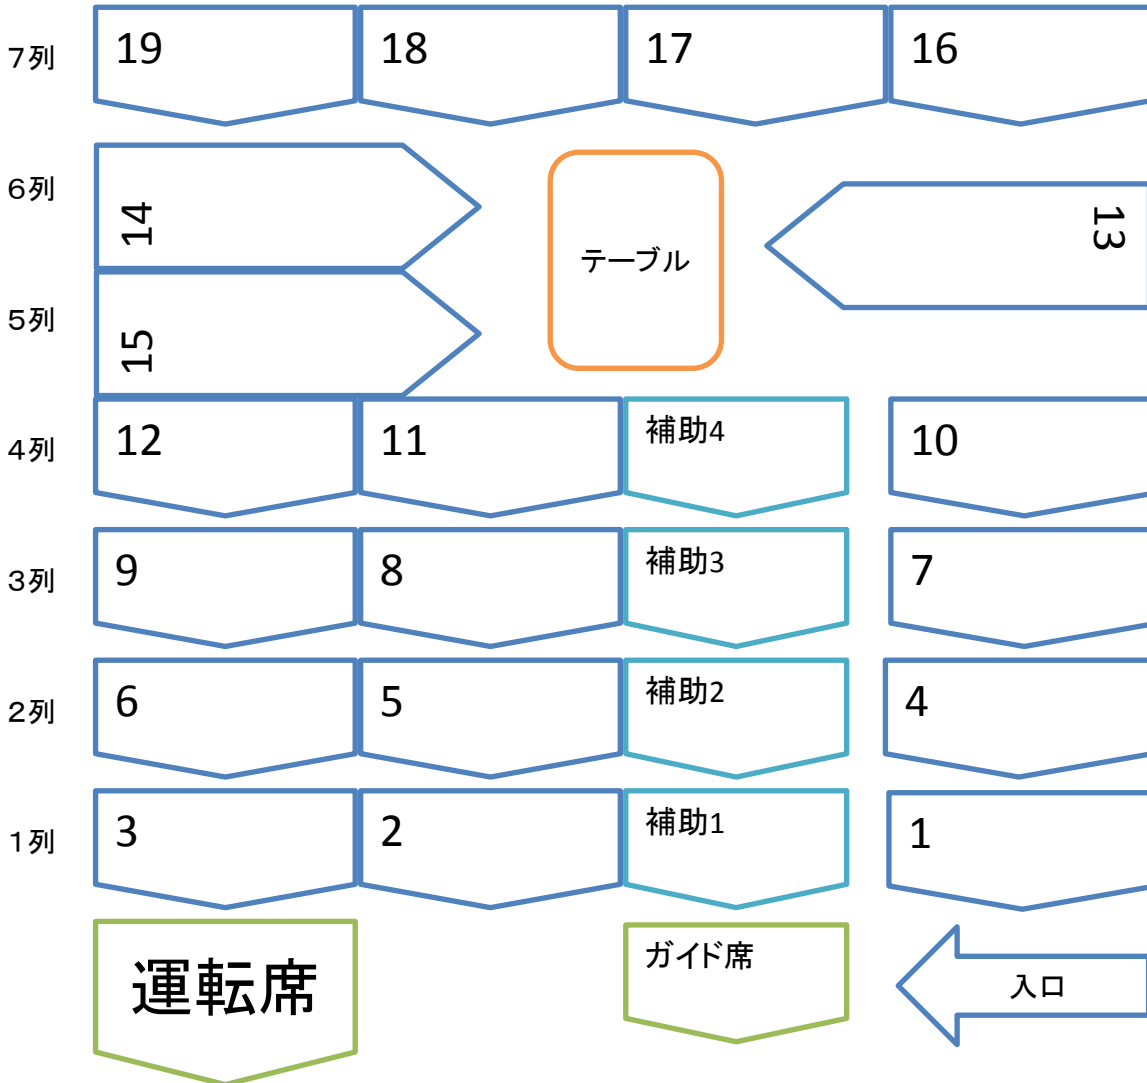 7列 19 18 17 16
6列 14 テーブル 13
5列 15
4列 12 11 補助4 10
3列 9 8 補助3 7
2列 6 5 補助2 4
1列 3 2 補助1 1
運転席 ガイド席 入口